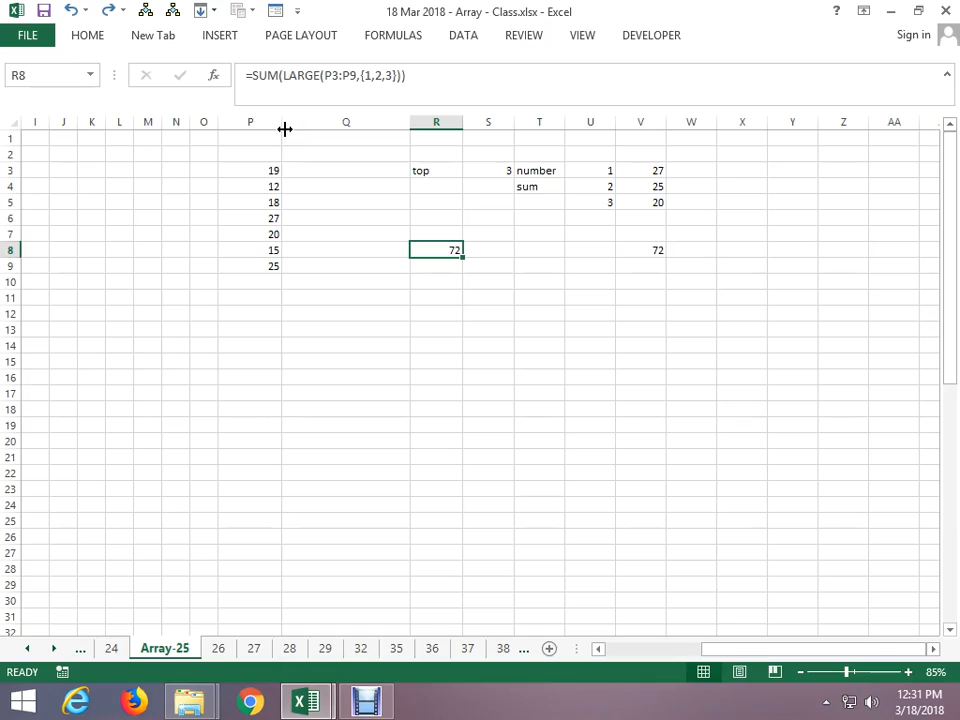 18 Mar 2018 - Array - Class.xlsx - Excel
?
FILE HOME New Tab INSERT PAGE LAYOUT FORMULAS DATA REVIEW VIEW DEVELOPER Sign in
R8 fx =SUM(LARGE(P3:P9,{1,2,3}))
I J K L M N O P Q R S T U V W X Y Z AA
1
2
3 19 top 3 number 1 27
4 12 sum 2 25
5 18 3 20
6 27
7 20
8 15 72 72
9 25
10
11
12
13
14
15
16
17
18
19
20
21
22
23
24
25
26
27
28
29
30
31
32
... 24 Array-25 26 27 28 29 32 35 36 37 38 ...
READY 85%
12:31 PM
3/18/2018